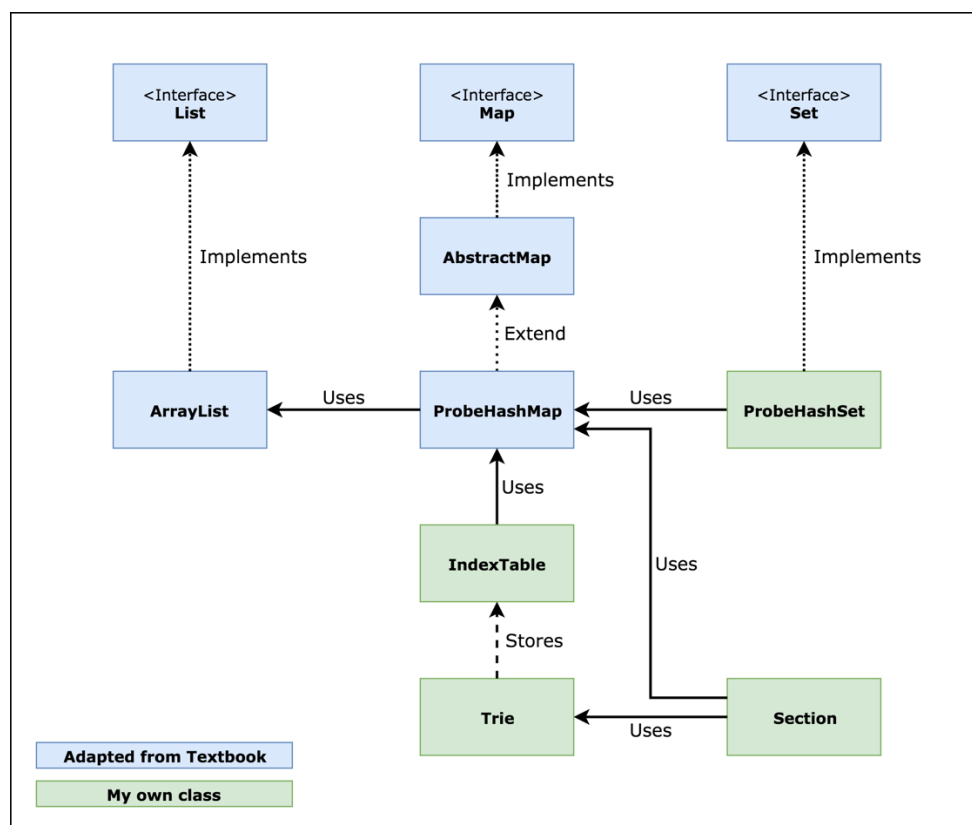 <Interface>
List
<Interface>
Map
<Interface>
Set
Implements
Implements
Implements
AbstractMap
Extend
ArrayList
Uses
ProbeHashMap
Uses
ProbeHashSet
Uses
IndexTable
Uses
Stores
Trie
Uses
Section
Adapted from Textbook
My own class